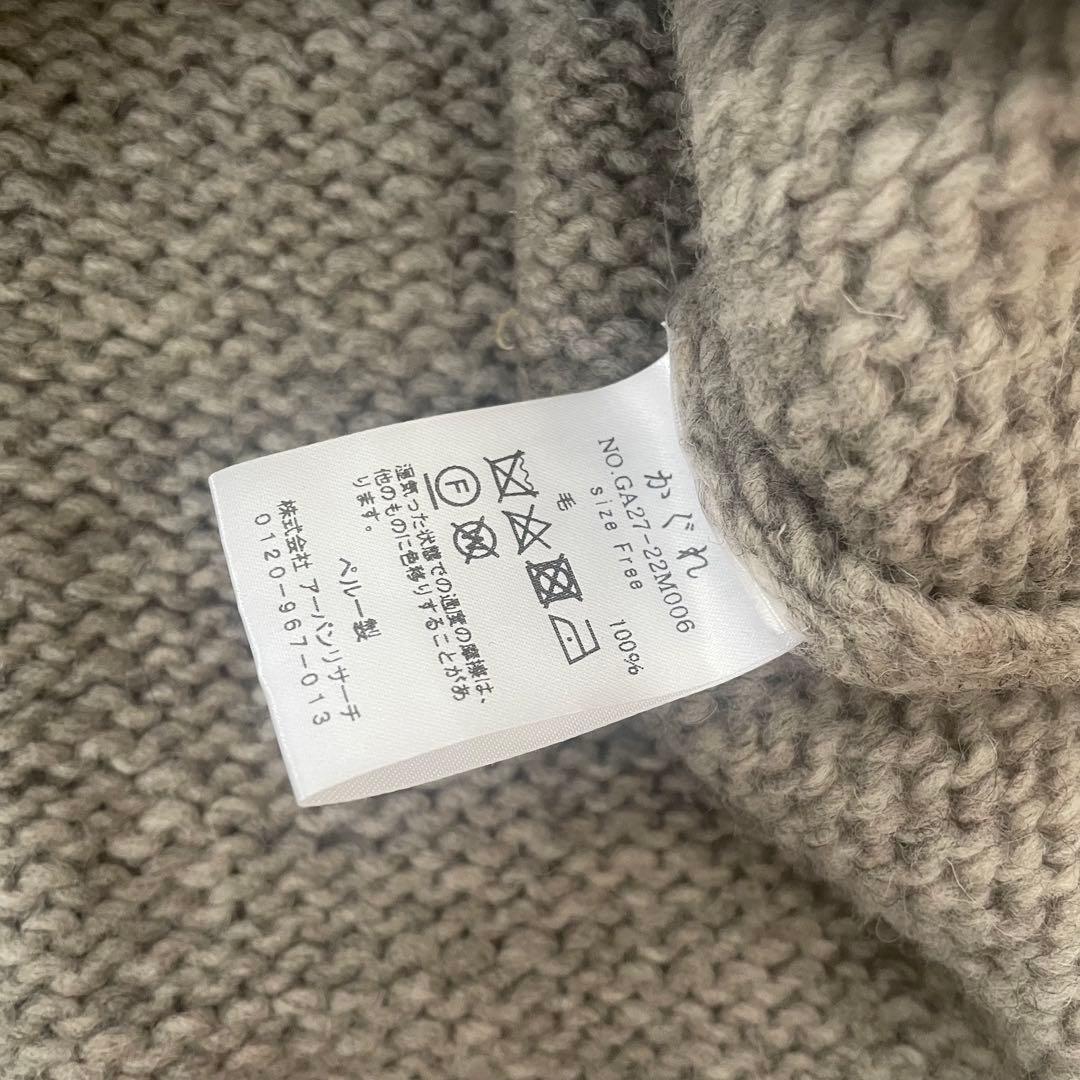 かぐれ
NO.GA27-22M006
size Free
毛 100%
F
湿気った状態での過度の摩擦は、
他のものに色移りすることがあ
ります。
ペルー製
株式会社 アーバンリサーチ
0120-967-013